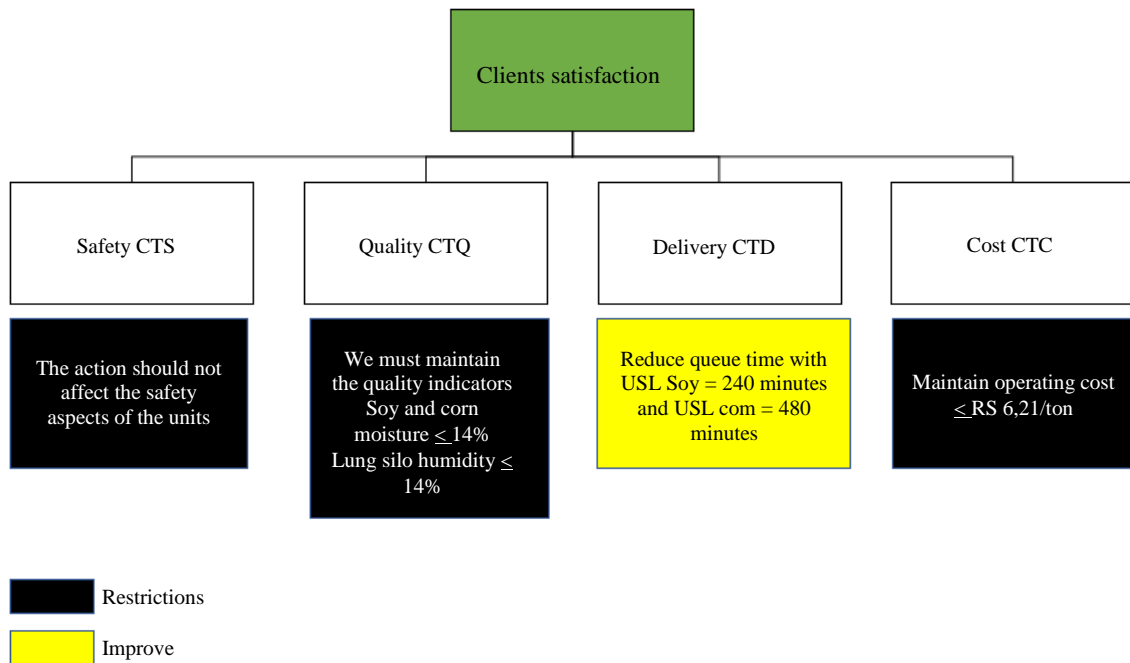 Clients satisfaction
Safety CTS
Quality CTQ
Delivery CTD
Cost CTC
The action should not
affect the safety
aspects of the units
We must maintain
the quality indicators
Soy and corn
moisture ≤ 14%
Lung silo humidity ≤
14%
Reduce queue time with
USL Soy = 240 minutes
and USL com = 480
minutes
Maintain operating cost
≤ RS 6,21/ton
Restrictions
Improve